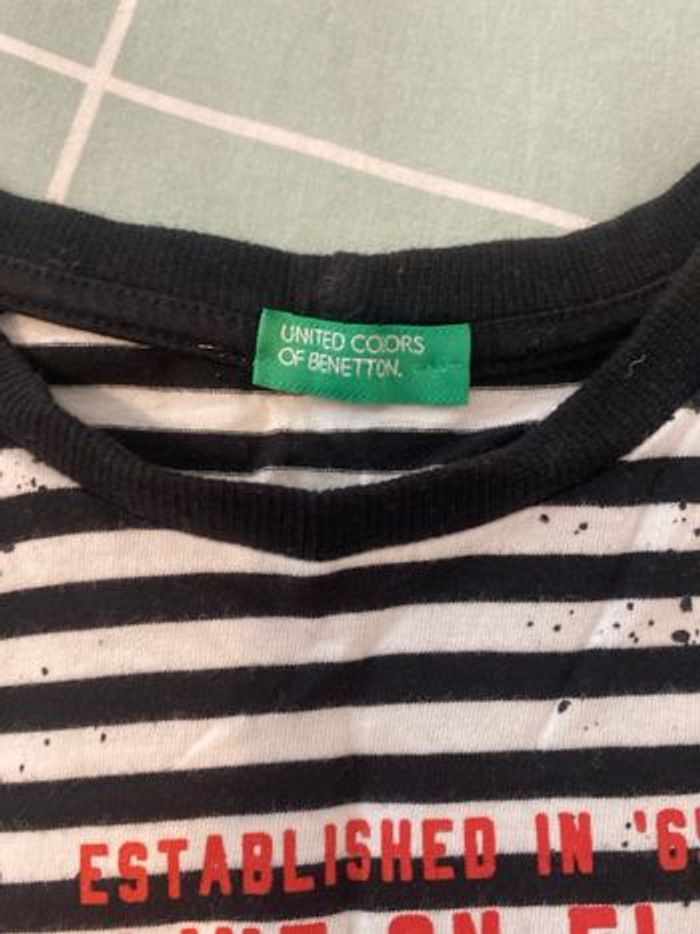 UNITED COLORS
OF BENETTON.
ESTABLISHED IN '6